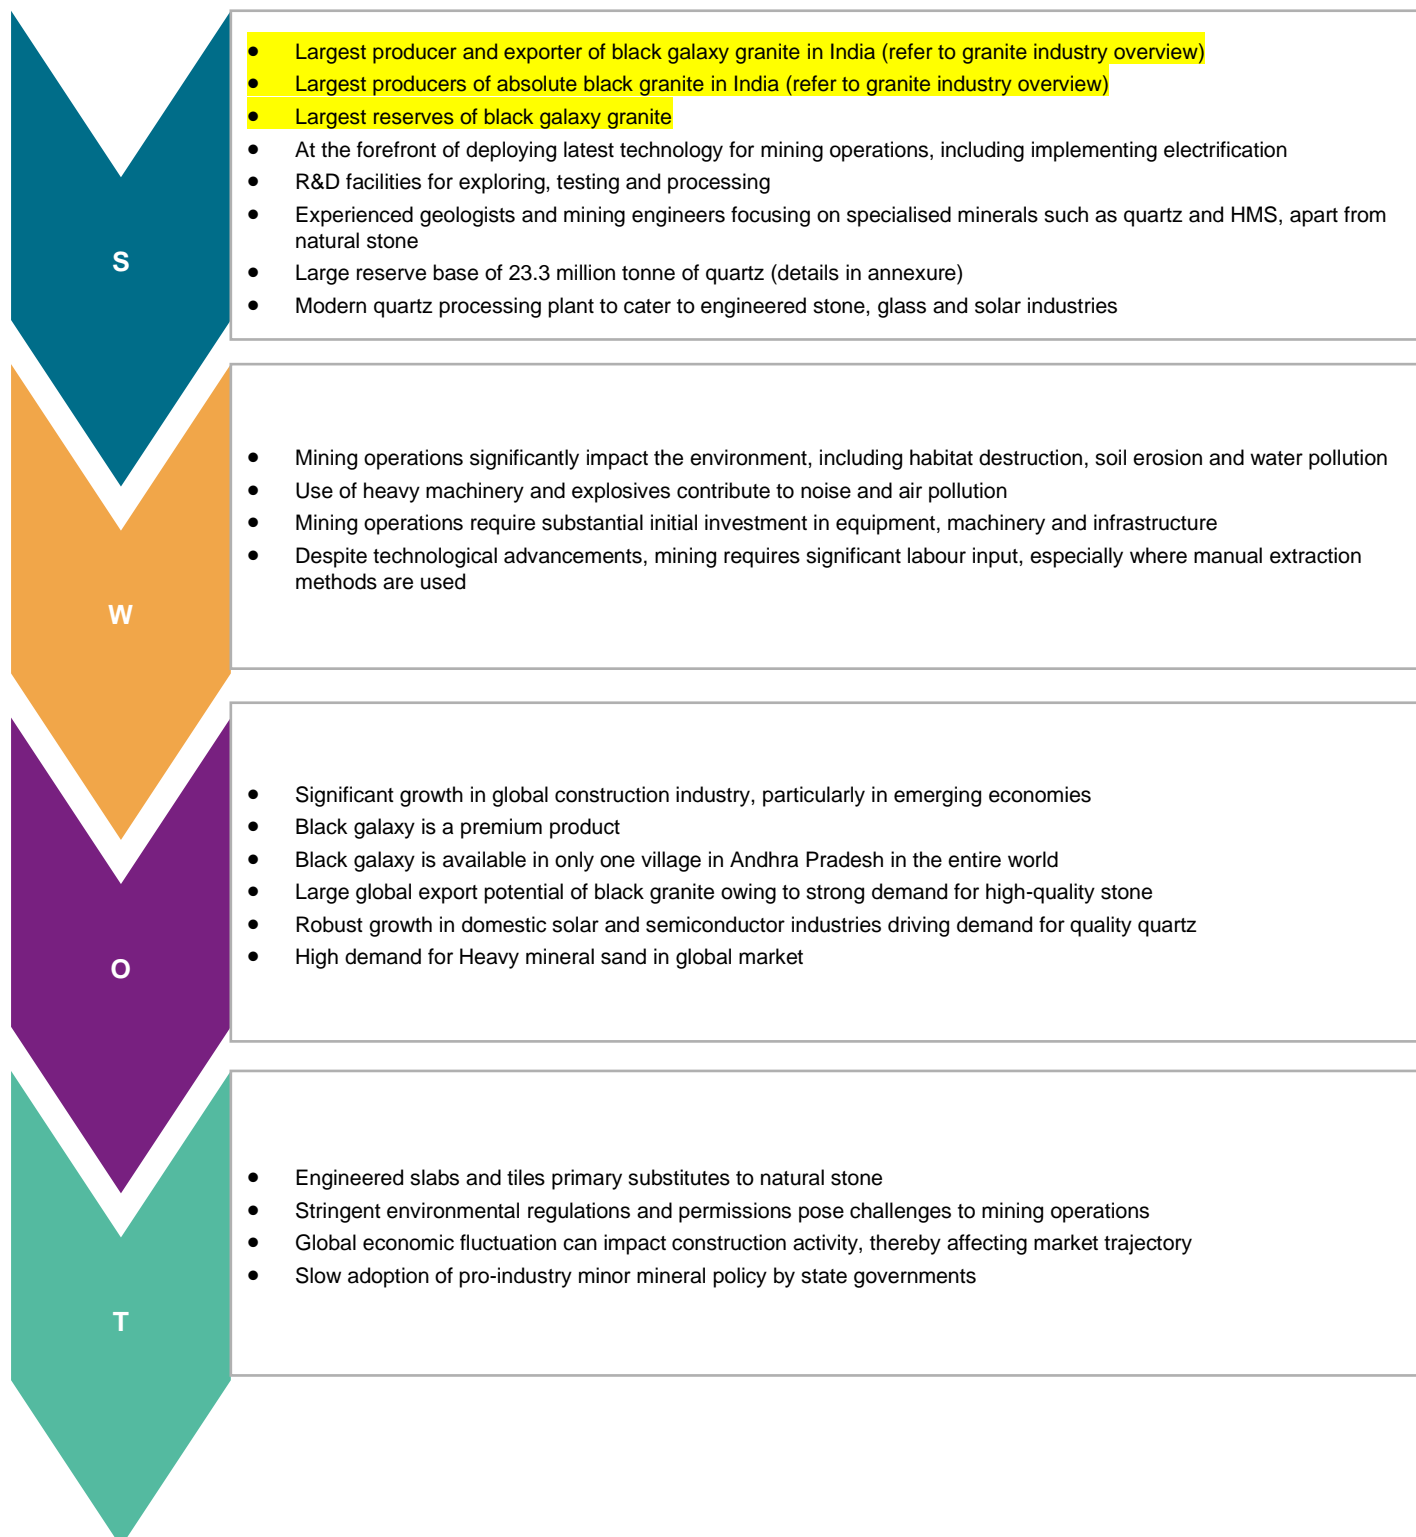 ● Largest producer and exporter of black galaxy granite in India (refer to granite industry overview)
● Largest producers of absolute black granite in India (refer to granite industry overview)
● Largest reserves of black galaxy granite
● At the forefront of deploying latest technology for mining operations, including implementing electrification
● R&D facilities for exploring, testing and processing
● Experienced geologists and mining engineers focusing on specialised minerals such as quartz and HMS, apart from
natural stone
S
● Large reserve base of 23.3 million tonne of quartz (details in annexure)
● Modern quartz processing plant to cater to engineered stone, glass and solar industries
● Mining operations significantly impact the environment, including habitat destruction, soil erosion and water pollution
● Use of heavy machinery and explosives contribute to noise and air pollution
● Mining operations require substantial initial investment in equipment, machinery and infrastructure
● Despite technological advancements, mining requires significant labour input, especially where manual extraction
methods are used
W
● Significant growth in global construction industry, particularly in emerging economies
● Black galaxy is a premium product
● Black galaxy is available in only one village in Andhra Pradesh in the entire world
● Large global export potential of black granite owing to strong demand for high-quality stone
● Robust growth in domestic solar and semiconductor industries driving demand for quality quartz
● High demand for Heavy mineral sand in global market
O
● Engineered slabs and tiles primary substitutes to natural stone
● Stringent environmental regulations and permissions pose challenges to mining operations
● Global economic fluctuation can impact construction activity, thereby affecting market trajectory
● Slow adoption of pro-industry minor mineral policy by state governments
T